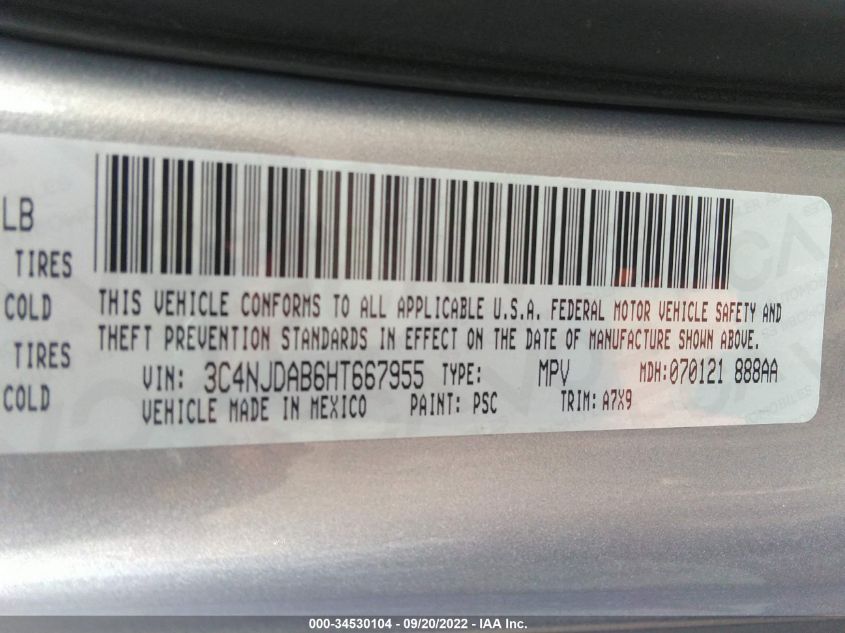 LB
TIRES
COLD
THIS VEHICLE CONFORMS TO ALL APPLICABLE U.S.A. FEDERAL MOTOR VEHICLE SAFETY AND
THEFT PREVENTION STANDARDS IN EFFECT ON THE DATE OF MANUFACTURE SHOWN ABOVE.
TIRES
COLD
VIN: 3C4NJDAB6HT667955 TYPE: MPV MDH:070121 888AA
VEHICLE MADE IN MEXICO PAINT: PSC TRIM: A7X9
000-34530104 - 09/20/2022 - IAA Inc.